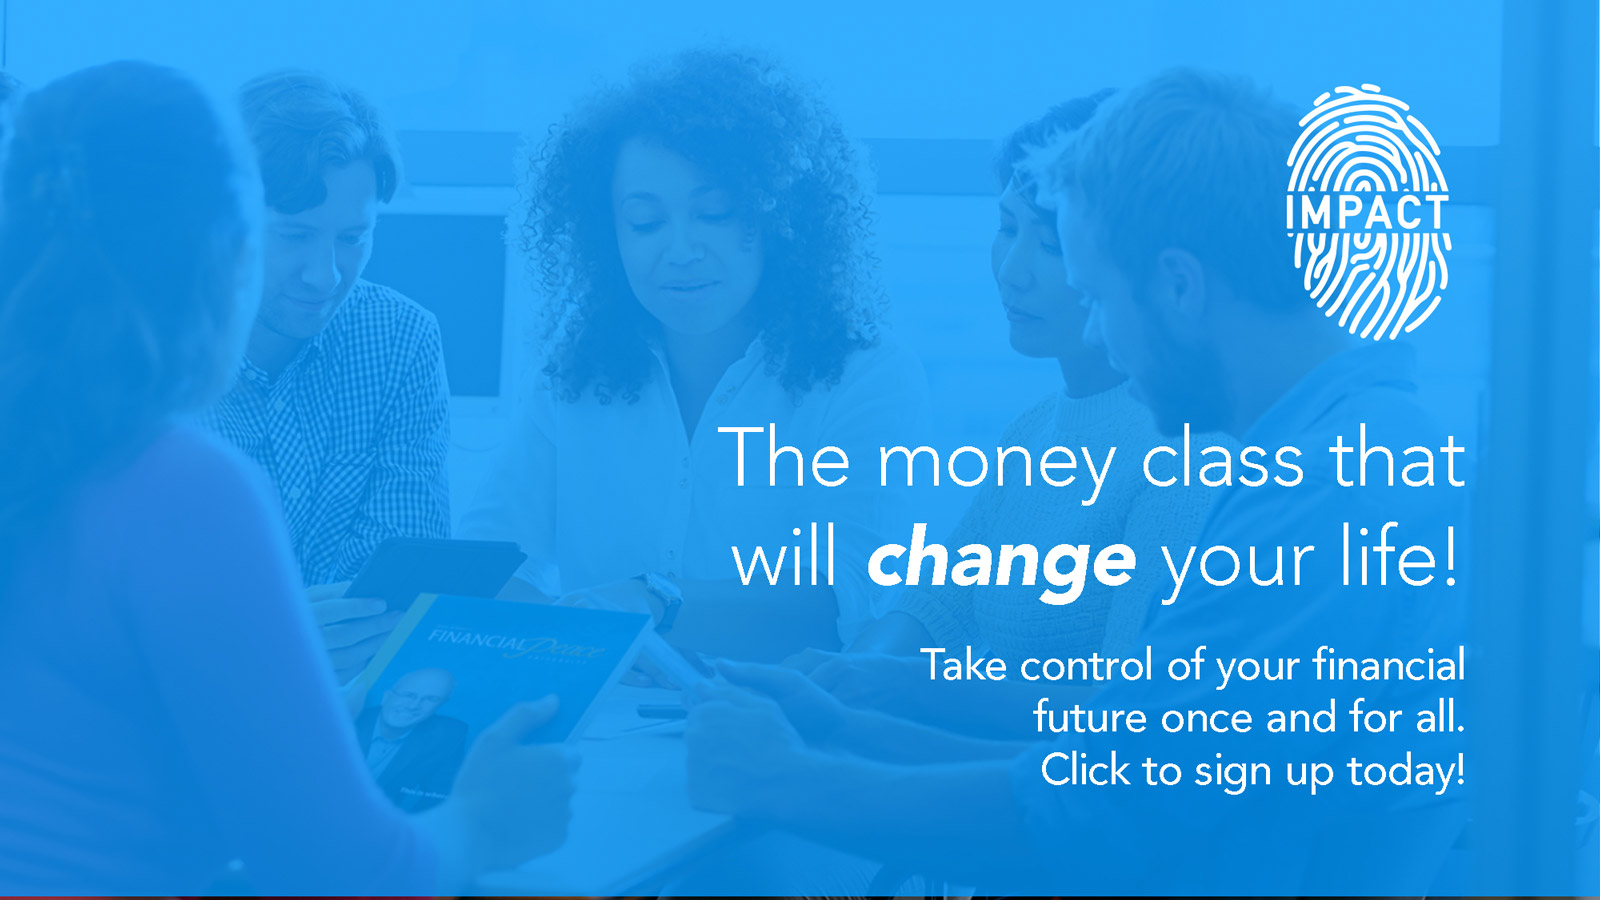 IMPACT
The money class that
will change your life!
FINANCIAL Peace
UNIVERSITY
Take control of your financial
future once and for all.
Click to sign up today!